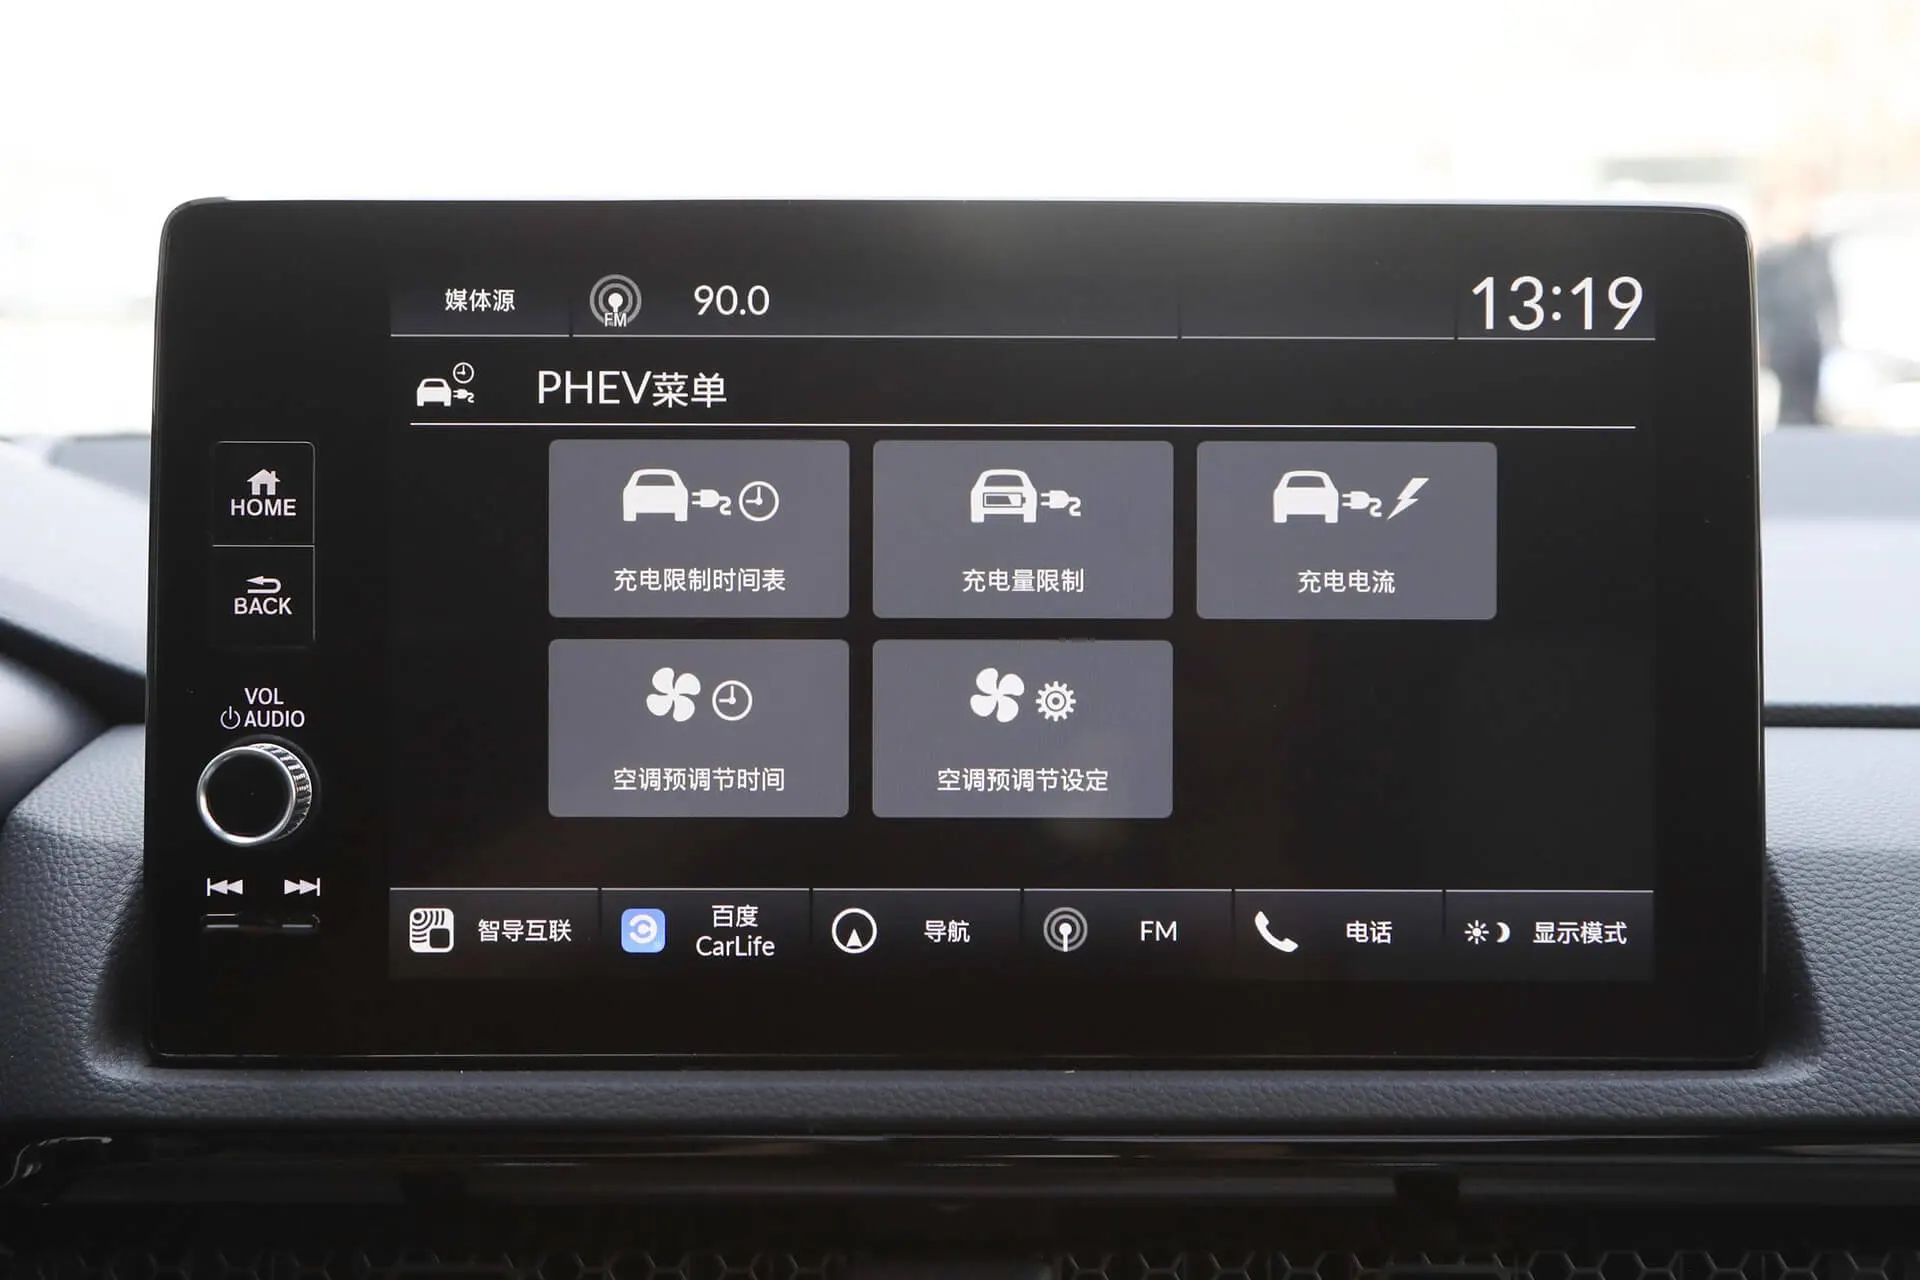 媒体源
FM
90.0
13:19
PHEV菜单
HOME
BACK
VOL
AUDIO
充电限制时间表
充电量限制
充电电流
空调预调节时间
空调预调节设定
智导互联
百度
CarLife
导航
FM
电话
显示模式